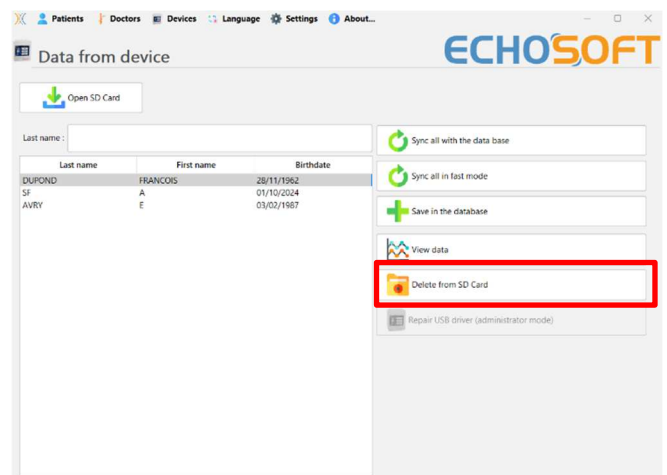 Patients Doctors Devices Language Settings About...
Data from device
ECHOSOFT
Open SD Card
Last name :
Last name First name Birthdate
DUPOND FRANCOIS 28/11/1962
SF A 01/10/2024
AVRY E 03/02/1987
Sync all with the data base
Sync all in fast mode
Save in the database
View data
Delete from SD Card
Repair USB driver (administrator mode)